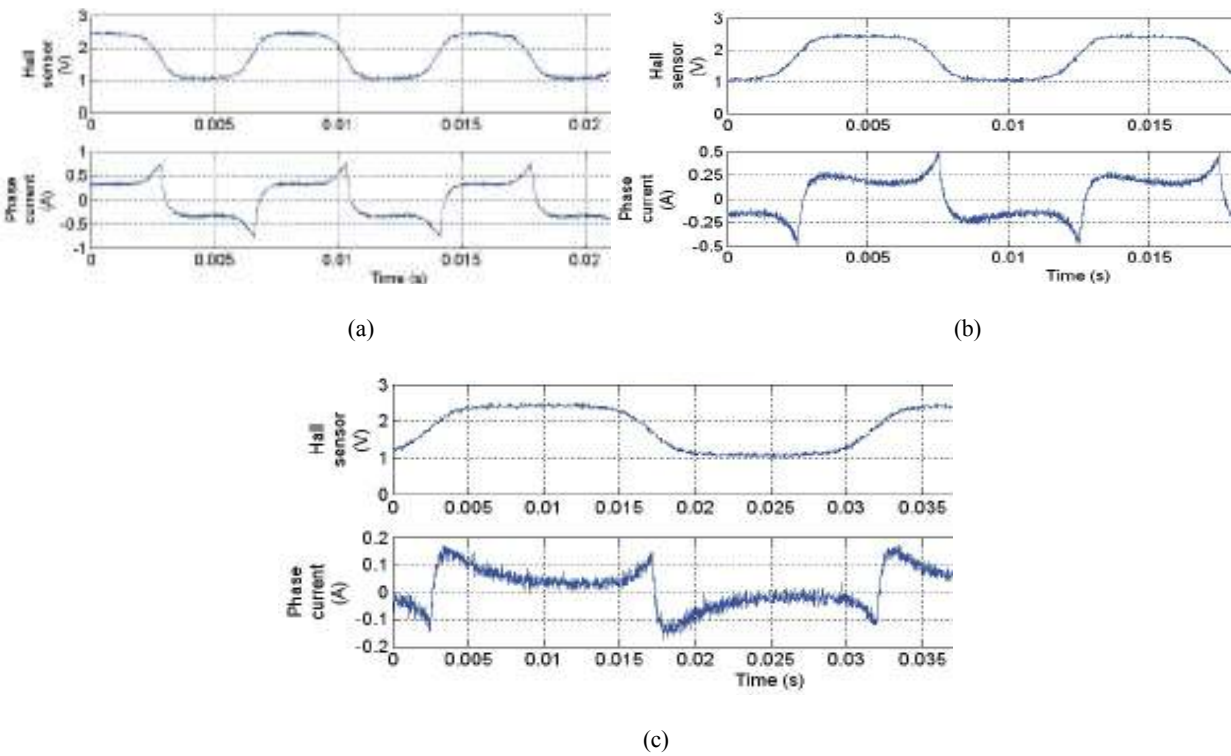 3
2
1
0
Hall
sensor
(V)
0 0.005 0.01 0.015 0.02
1
0.5
0
-0.5
-1
Phase
current
(A)
0 0.005 0.01 0.015 0.02
Time (s)
(a)
3
2
1
0
Hall
sensor
(V)
0 0.005 0.01 0.015
0.5
0.25
0
-0.25
-0.5
Phase
current
(A)
0 0.005 0.01 0.015
Time (s)
(b)
3
2
1
0
Hall
sensor
(V)
0 0.005 0.01 0.015 0.02 0.025 0.03 0.035
0.2
0.1
0
-0.1
0.2
Phase
current
(A)
0 0.005 0.01 0.015 0.02 0.025 0.03 0.035
Time (s)
(c)